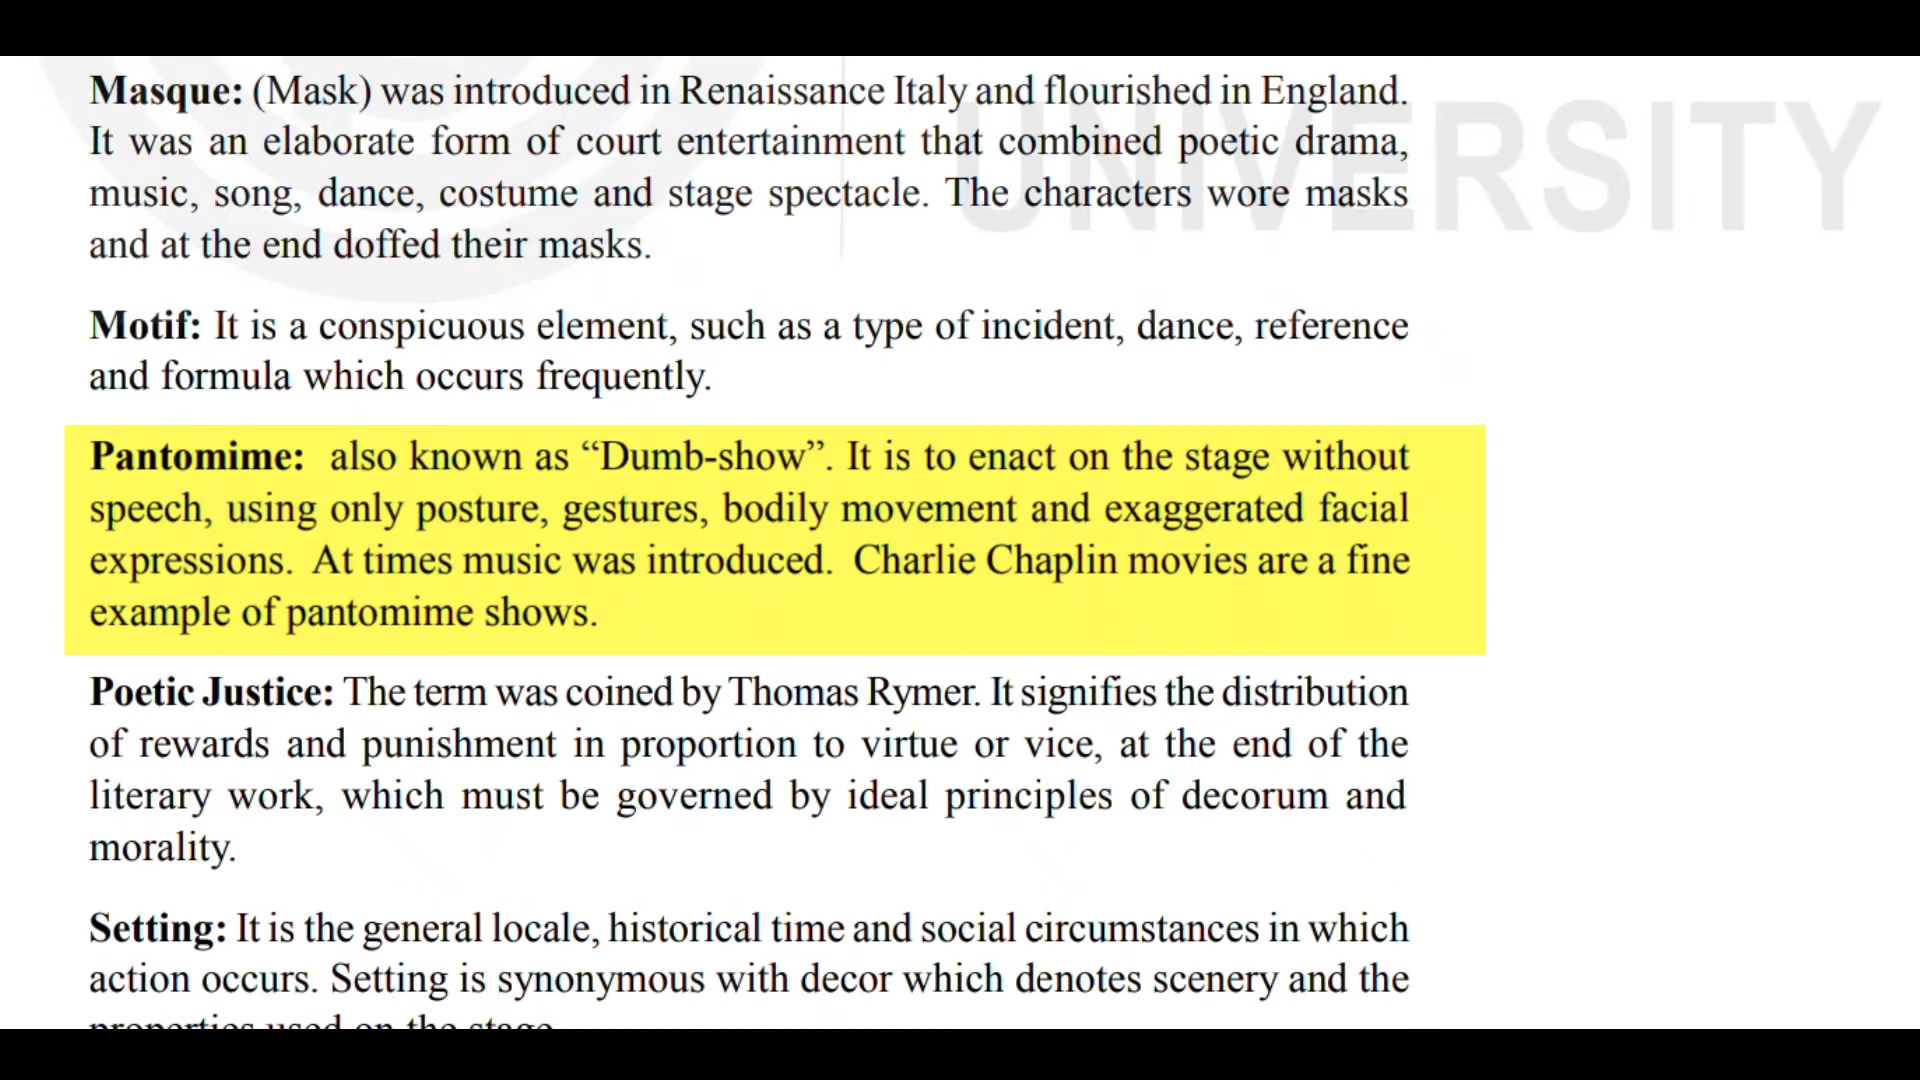 Masque: (Mask) was introduced in Renaissance Italy and flourished in England.
It was an elaborate form of court entertainment that combined poetic drama,
music, song, dance, costume and stage spectacle. The characters wore masks
and at the end doffed their masks.
Motif: It is a conspicuous element, such as a type of incident, dance, reference
and formula which occurs frequently.
Pantomime: also known as “Dumb-show”. It is to enact on the stage without
speech, using only posture, gestures, bodily movement and exaggerated facial
expressions. At times music was introduced. Charlie Chaplin movies are a fine
example of pantomime shows.
Poetic Justice: The term was coined by Thomas Rymer. It signifies the distribution
of rewards and punishment in proportion to virtue or vice, at the end of the
literary work, which must be governed by ideal principles of decorum and
morality.
Setting: It is the general locale, historical time and social circumstances in which
action occurs. Setting is synonymous with decor which denotes scenery and the
properties used on the stage.
UNIVERSITY